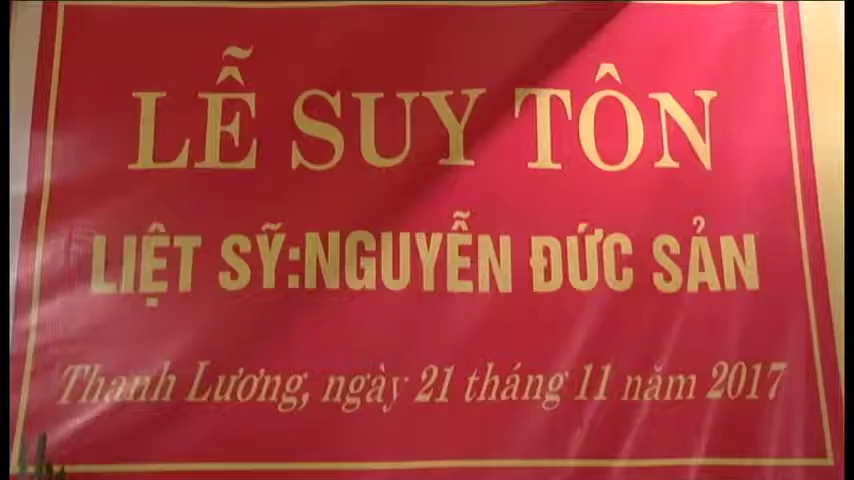 LỄ SUY TÔN
LIỆT SỸ:NGUYỄN ĐỨC SẢN
Thanh Lương, ngày 21 tháng 11 năm 2017